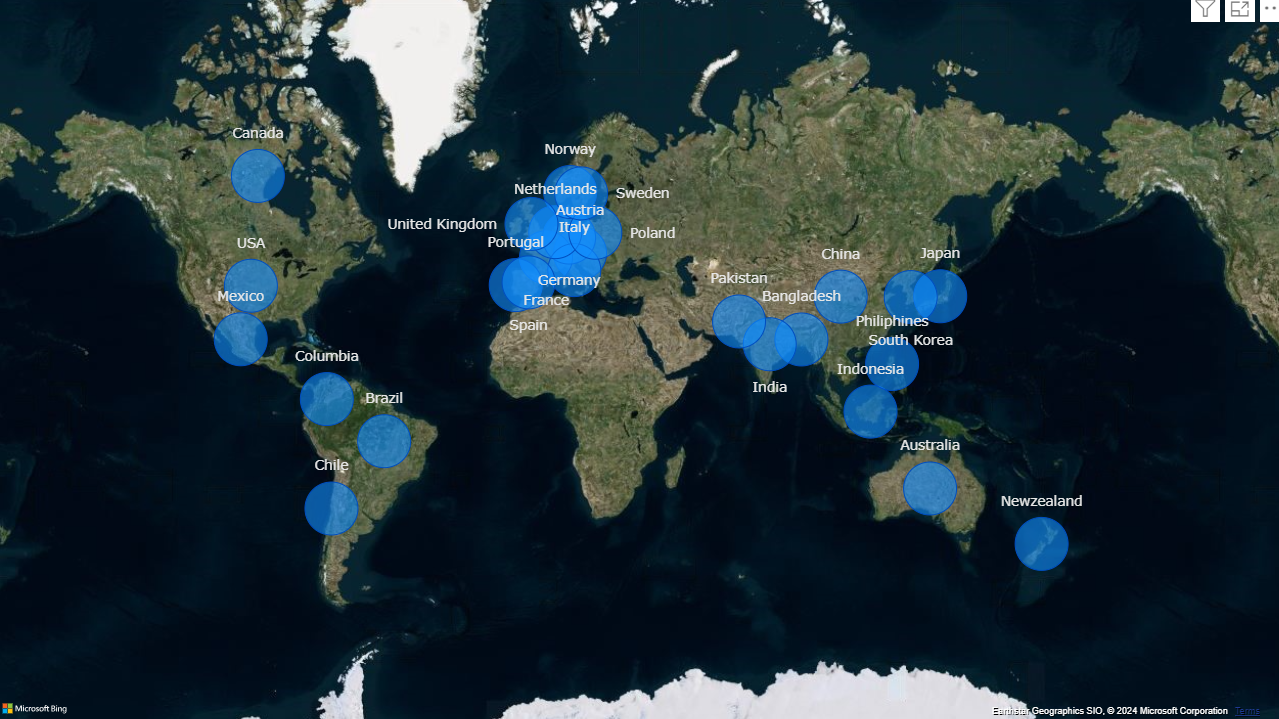 Canada
Norway
Netherlands
Sweden
Austria
United Kingdom
Italy
Poland
Portugal
USA
China
Japan
Germany
Pakistan
Mexico
Bangladesh
France
Philiphines
Spain
South Korea
Columbia
Indonesia
India
Brazil
Australia
Chile
Newzealand
Microsoft Bing
Earthstar Geographics SIO, © 2024 Microsoft Corporation Terms